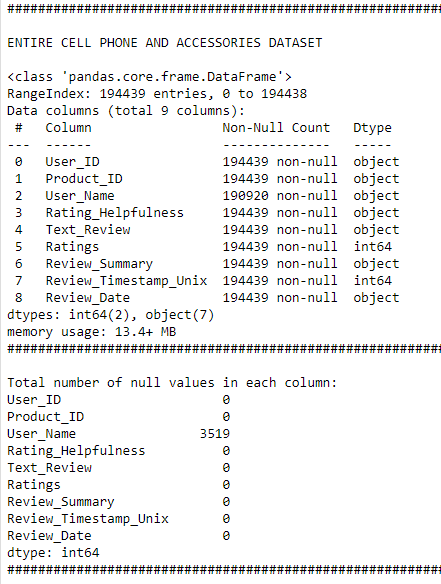 ########################################################
ENTIRE CELL PHONE AND ACCESSORIES DATASET
<class 'pandas.core.frame.DataFrame'>
RangeIndex: 194439 entries, 0 to 194438
Data columns (total 9 columns):
 #   Column                 Non-Null Count   Dtype
---  ------                 --------------   -----
 0   User_ID                194439 non-null  object
 1   Product_ID             194439 non-null  object
 2   User_Name              190920 non-null  object
 3   Rating_Helpfulness     194439 non-null  object
 4   Text_Review            194439 non-null  object
 5   Ratings                194439 non-null  int64
 6   Review_Summary         194439 non-null  object
 7   Review_Timestamp_Unix  194439 non-null  int64
 8   Review_Date            194439 non-null  object
dtypes: int64(2), object(7)
memory usage: 13.4+ MB
########################################################
Total number of null values in each column:
User_ID                     0
Product_ID                  0
User_Name                3519
Rating_Helpfulness          0
Text_Review                 0
Ratings                     0
Review_Summary              0
Review_Timestamp_Unix       0
Review_Date                 0
dtype: int64
########################################################